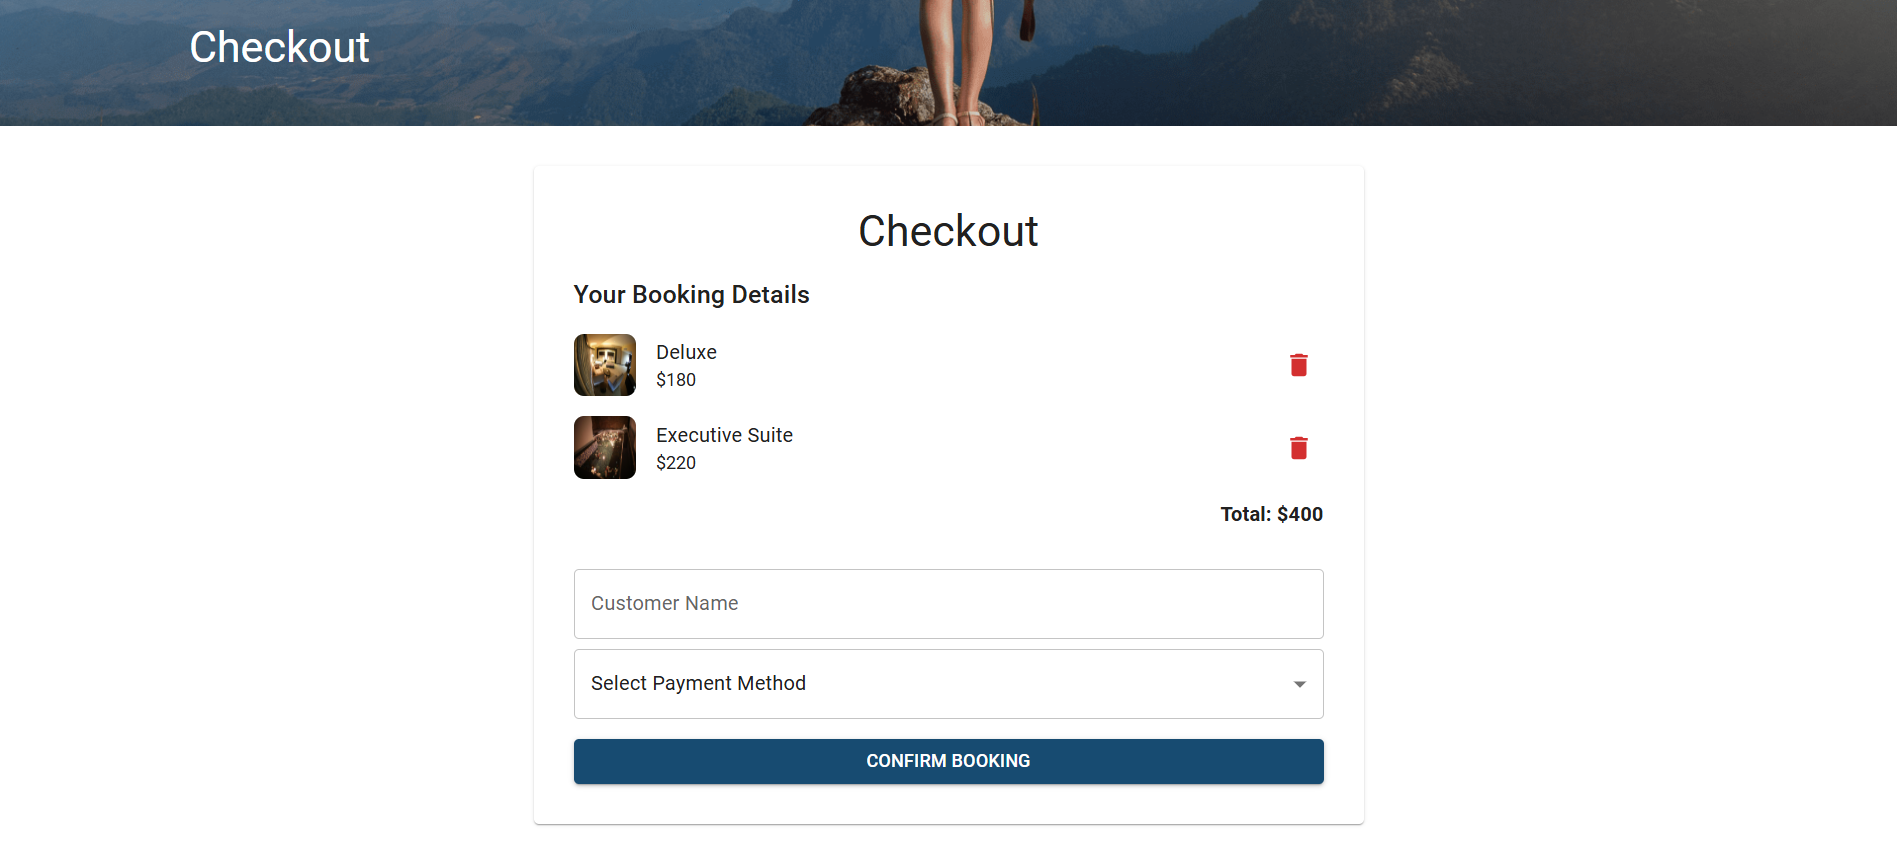 Checkout
Checkout
Your Booking Details
Deluxe
$180
Executive Suite
$220
Total: $400
Customer Name
Select Payment Method
CONFIRM BOOKING